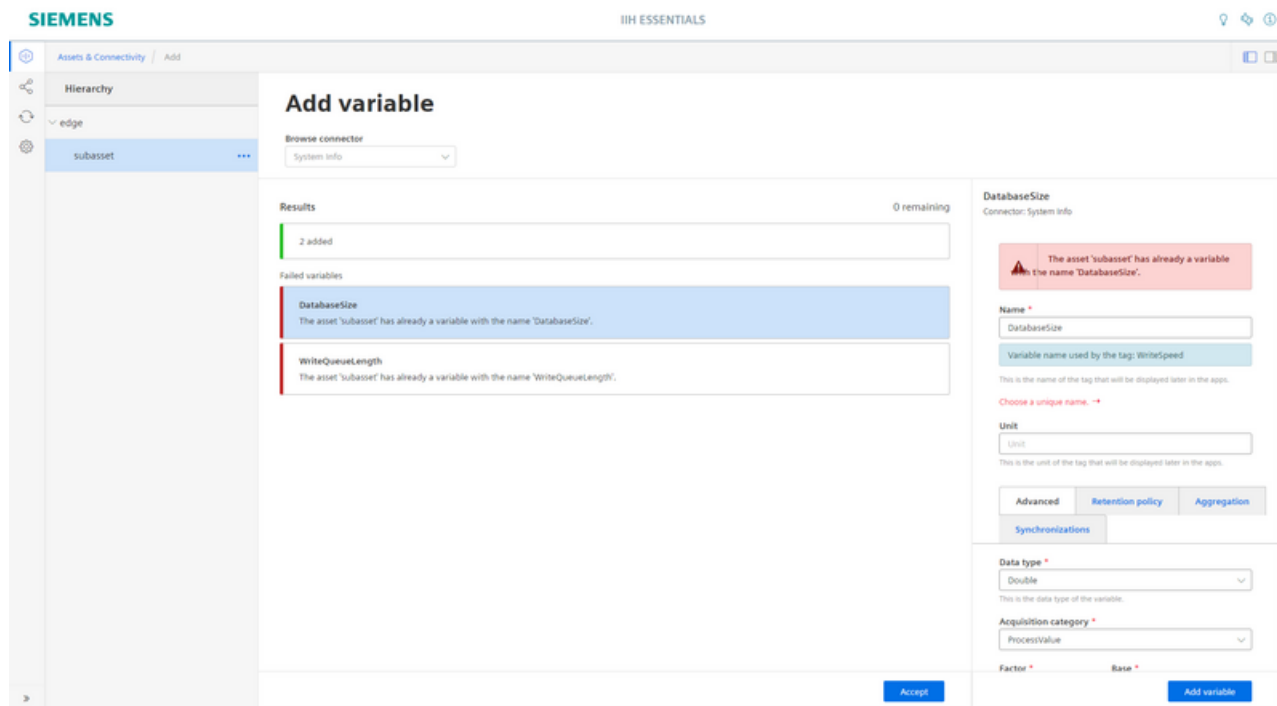 SIEMENS
IIH ESSENTIALS
Assets & Connectivity / Add
Hierarchy
edge
subasset
Add variable
Browse connector
System Info
Results
0 remaining
2 added
Failed variables
DatabaseSize
The asset 'subasset' has already a variable with the name 'DatabaseSize'.
WriteQueueLength
The asset 'subasset' has already a variable with the name 'WriteQueueLength'.
Accept
DatabaseSize
Connector: System Info
The asset 'subasset' has already a variable
with the name 'DatabaseSize'.
Name *
DatabaseSize
Variable name used by the tag: WriteSpeed
This is the name of the tag that will be displayed later in the apps.
Choose a unique name. →
Unit
Unit
This is the unit of the tag that will be displayed later in the apps.
Advanced Retention policy Aggregation
Synchronizations
Data type *
Double
This is the data type of the variable.
Acquisition category *
ProcessValue
Factor * Base *
Add variable